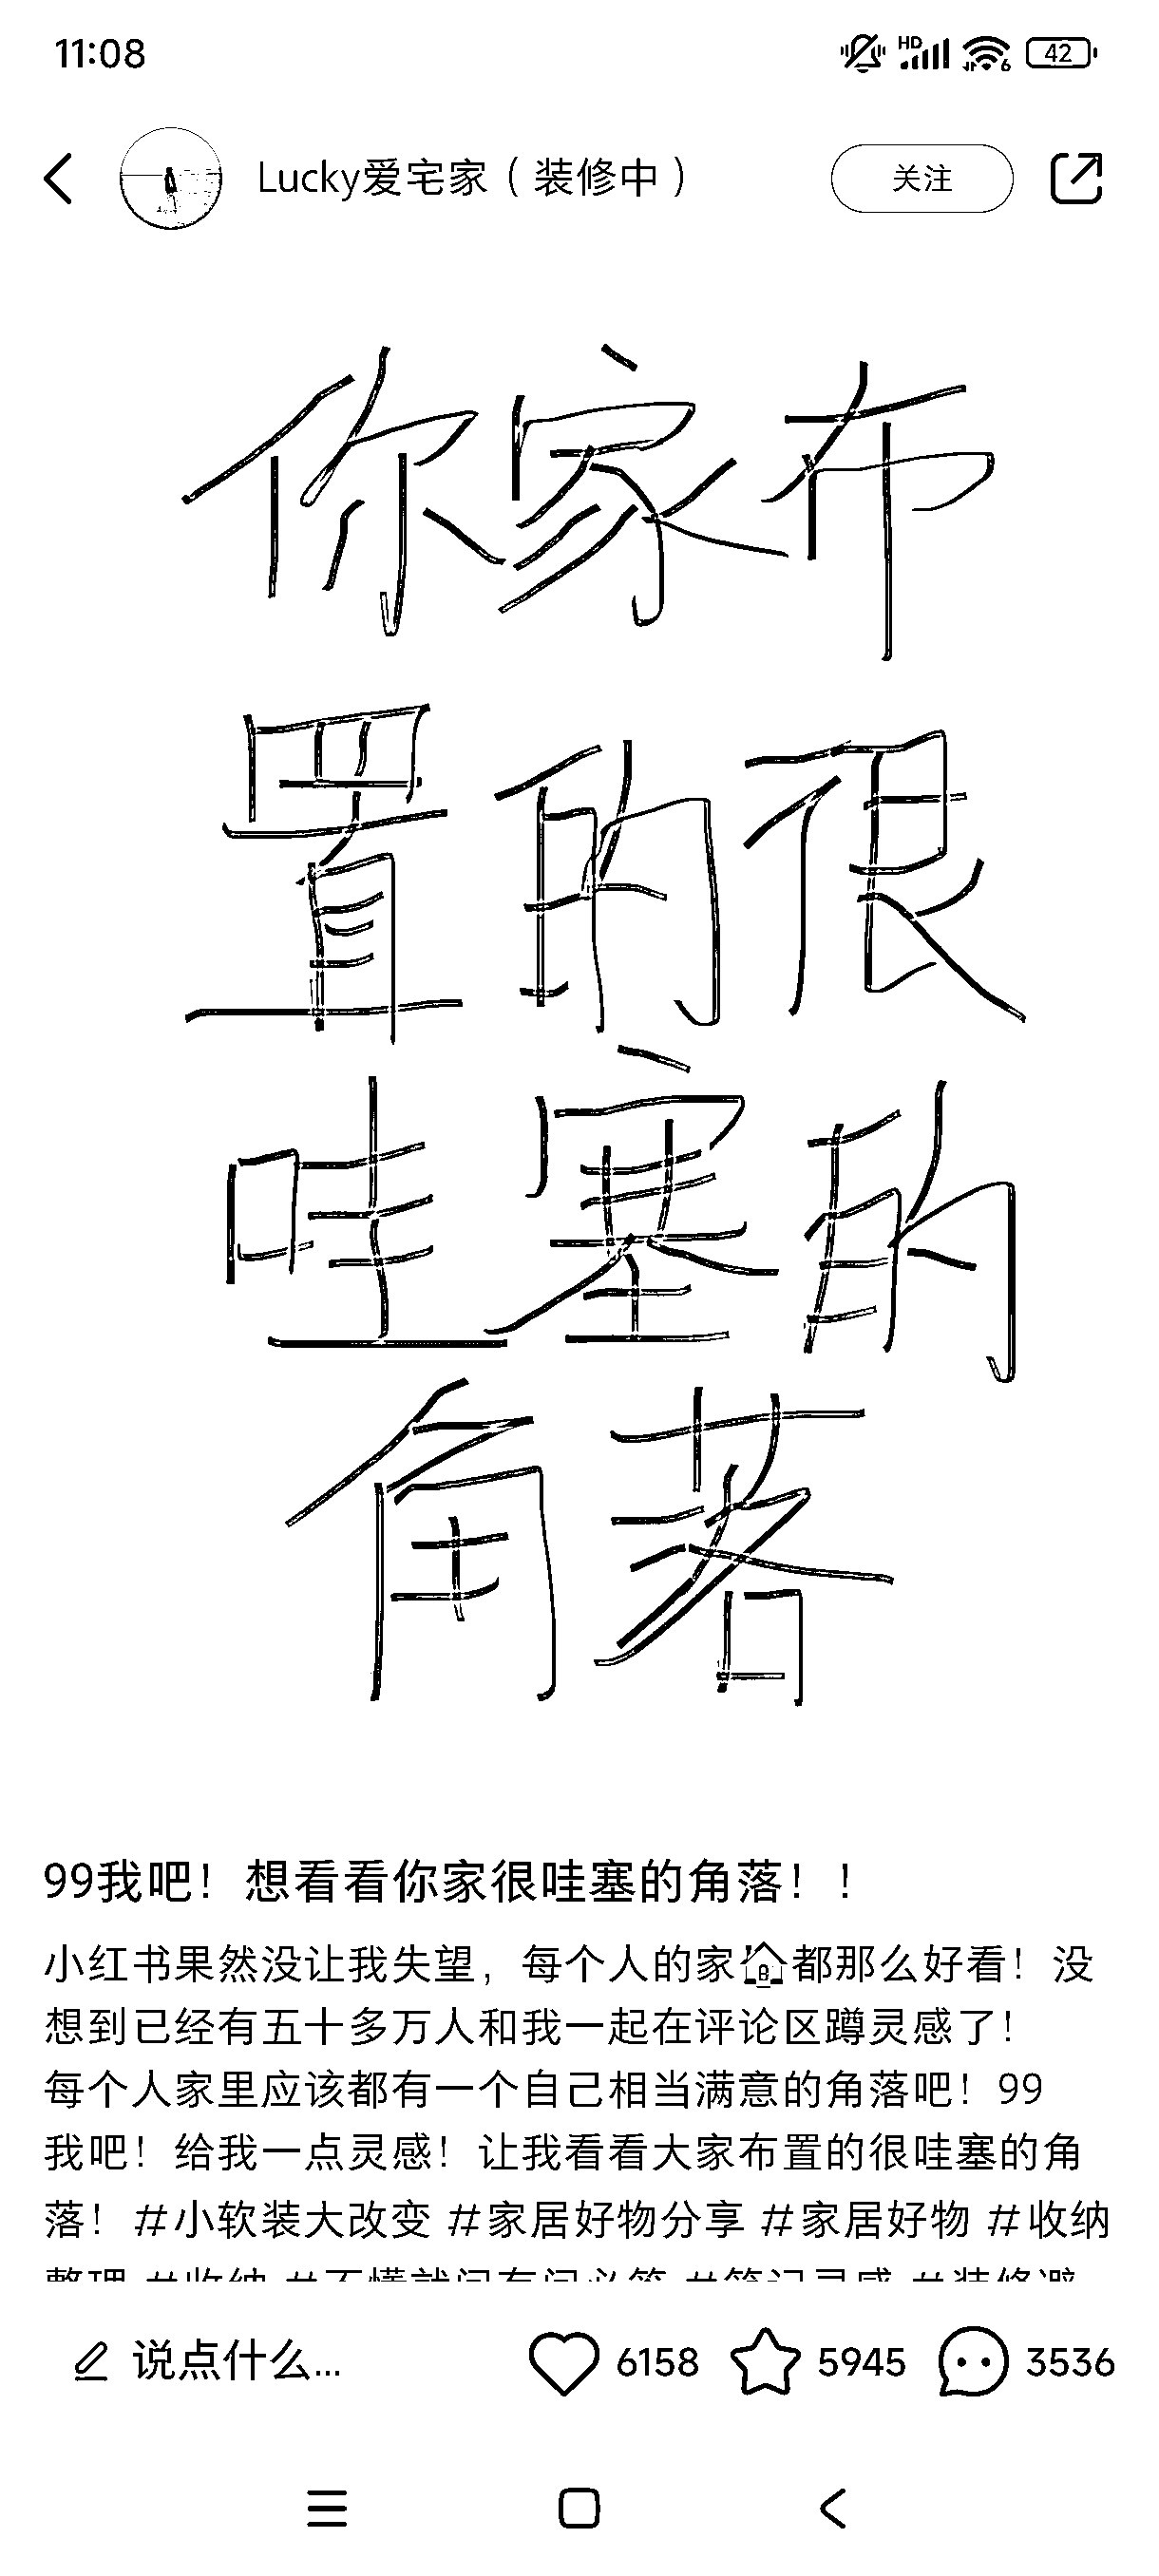 11:08
HD 6 42
Lucky爱宅家（装修中） 关注
你家布
置的很
哇塞的
角落
99我吧！想看看你家很哇塞的角落！！
小红书果然没让我失望，每个人的家🏠都那么好看！没
想到已经有五十多万人和我一起在评论区蹲灵感了！
每个人家里应该都有一个自己相当满意的角落吧！99
我吧！给我一点灵感！让我看看大家布置的很哇塞的角
落！#小软装大改变 #家居好物分享 #家居好物 #收纳
说点什么... 6158 5945 3536